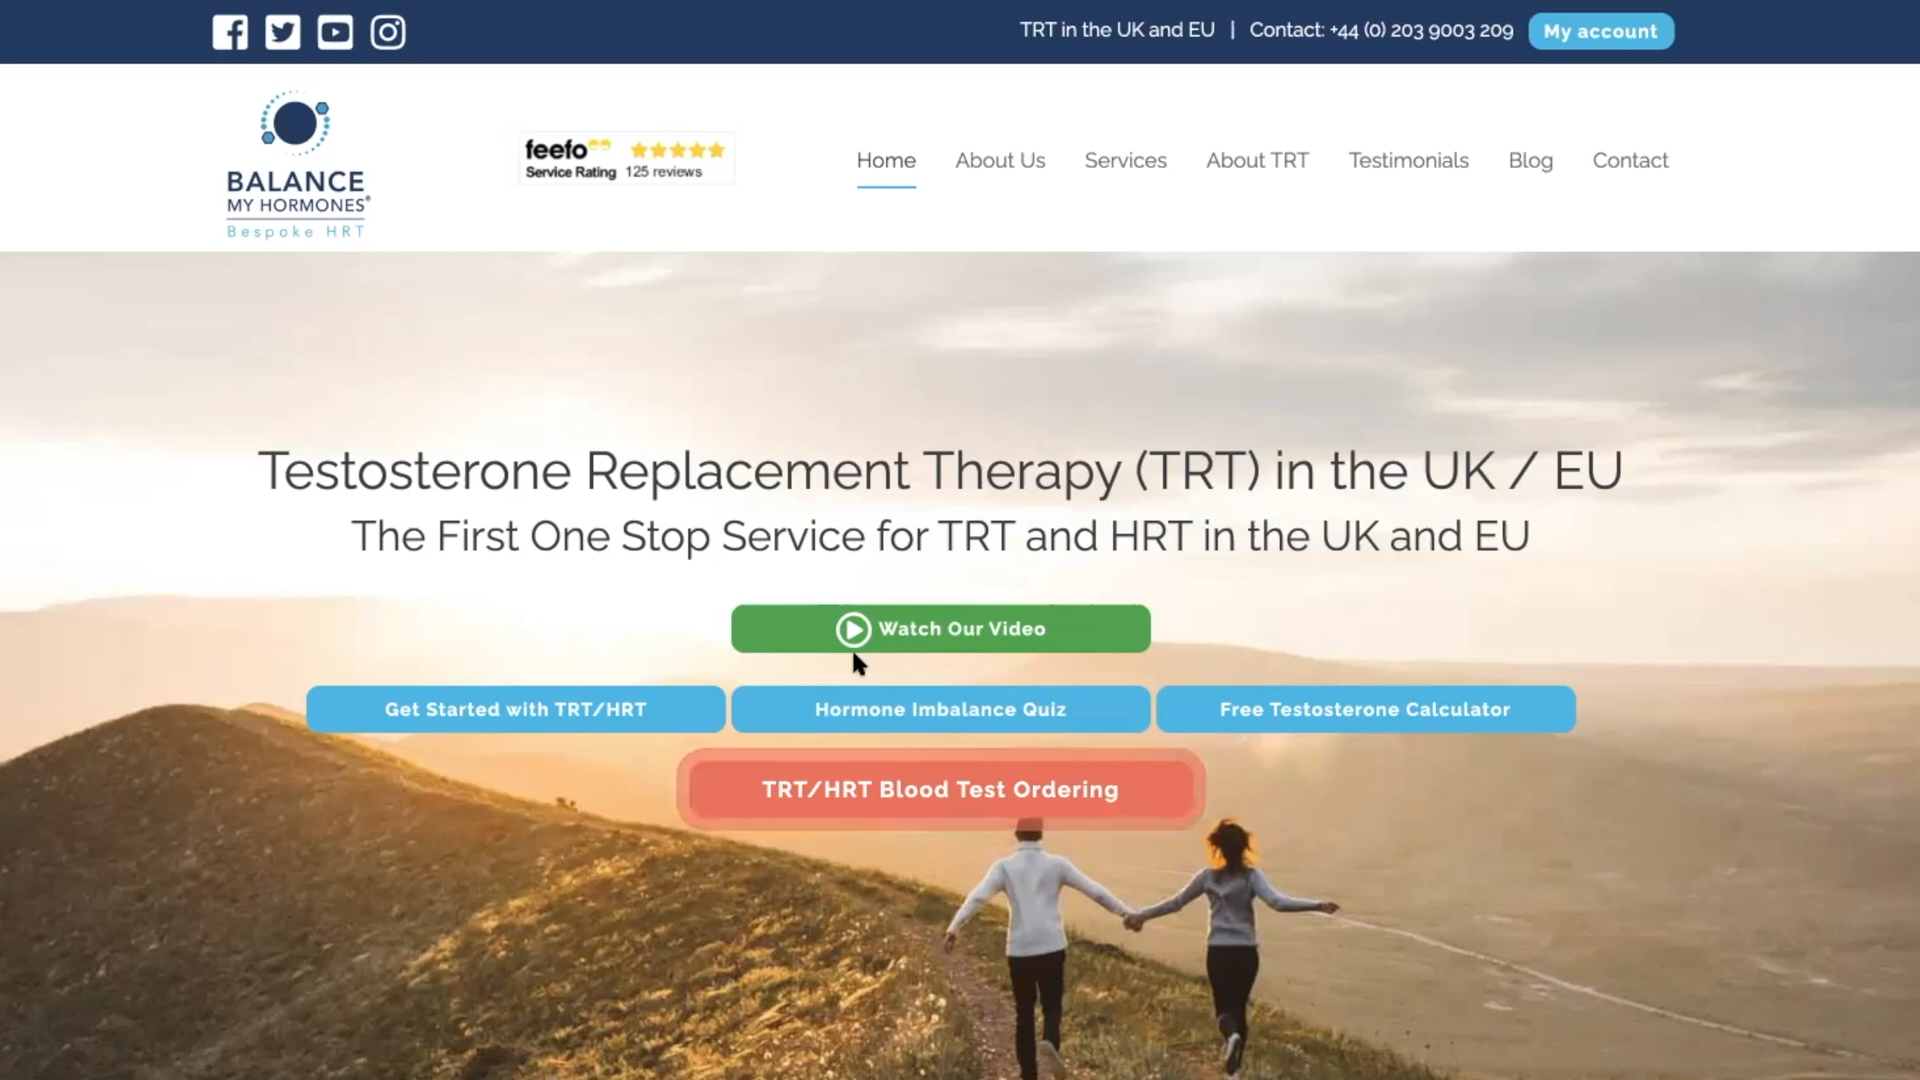 TRT in the UK and EU | Contact: +44 (0) 203 9003 209 My account
BALANCE
MY HORMONES®
Bespoke HRT
feefo
Service Rating 125 reviews
Home About Us Services About TRT Testimonials Blog Contact
Testosterone Replacement Therapy (TRT) in the UK / EU
The First One Stop Service for TRT and HRT in the UK and EU
Watch Our Video
Get Started with TRT/HRT Hormone Imbalance Quiz Free Testosterone Calculator
TRT/HRT Blood Test Ordering